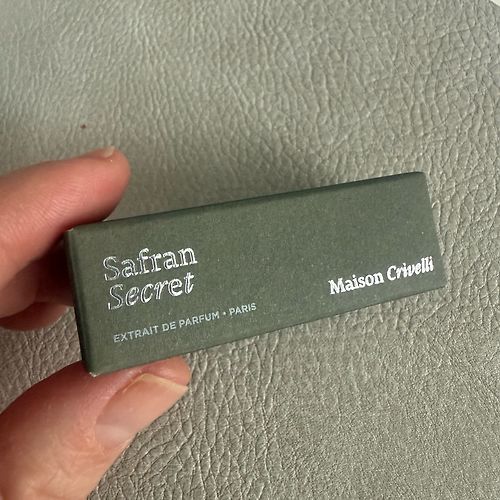 Safran
Secret
EXTRAIT DE PARFUM • PARIS
Maison Crivelli